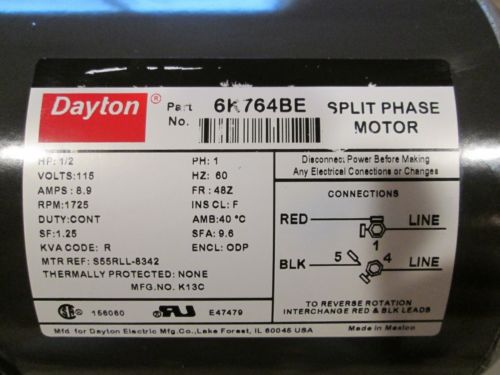 Dayton®
Part No. 6K764BE
SPLIT PHASE MOTOR
HP: 1/2 PH: 1
VOLTS:115 HZ: 60
AMPS: 8.9 FR: 48Z
RPM:1725 INS CL: F
DUTY:CONT AMB:40 °C
SF:1.25 SFA: 9.6
KVA CODE: R ENCL: ODP
MTR REF: S55RLL-8342
THERMALLY PROTECTED: NONE
MFG.NO. K13C
156060 E47479
Disconnect Power Before Making
Any Electrical Conections or Changes
CONNECTIONS
RED LINE
1
BLK 5 4 LINE
TO REVERSE ROTATION
INTERCHANGE RED & BLK LEADS
Mfd. for Dayton Electric Mfg.Co.,Lake Forest, IL 60045 USA
Made in Mexico